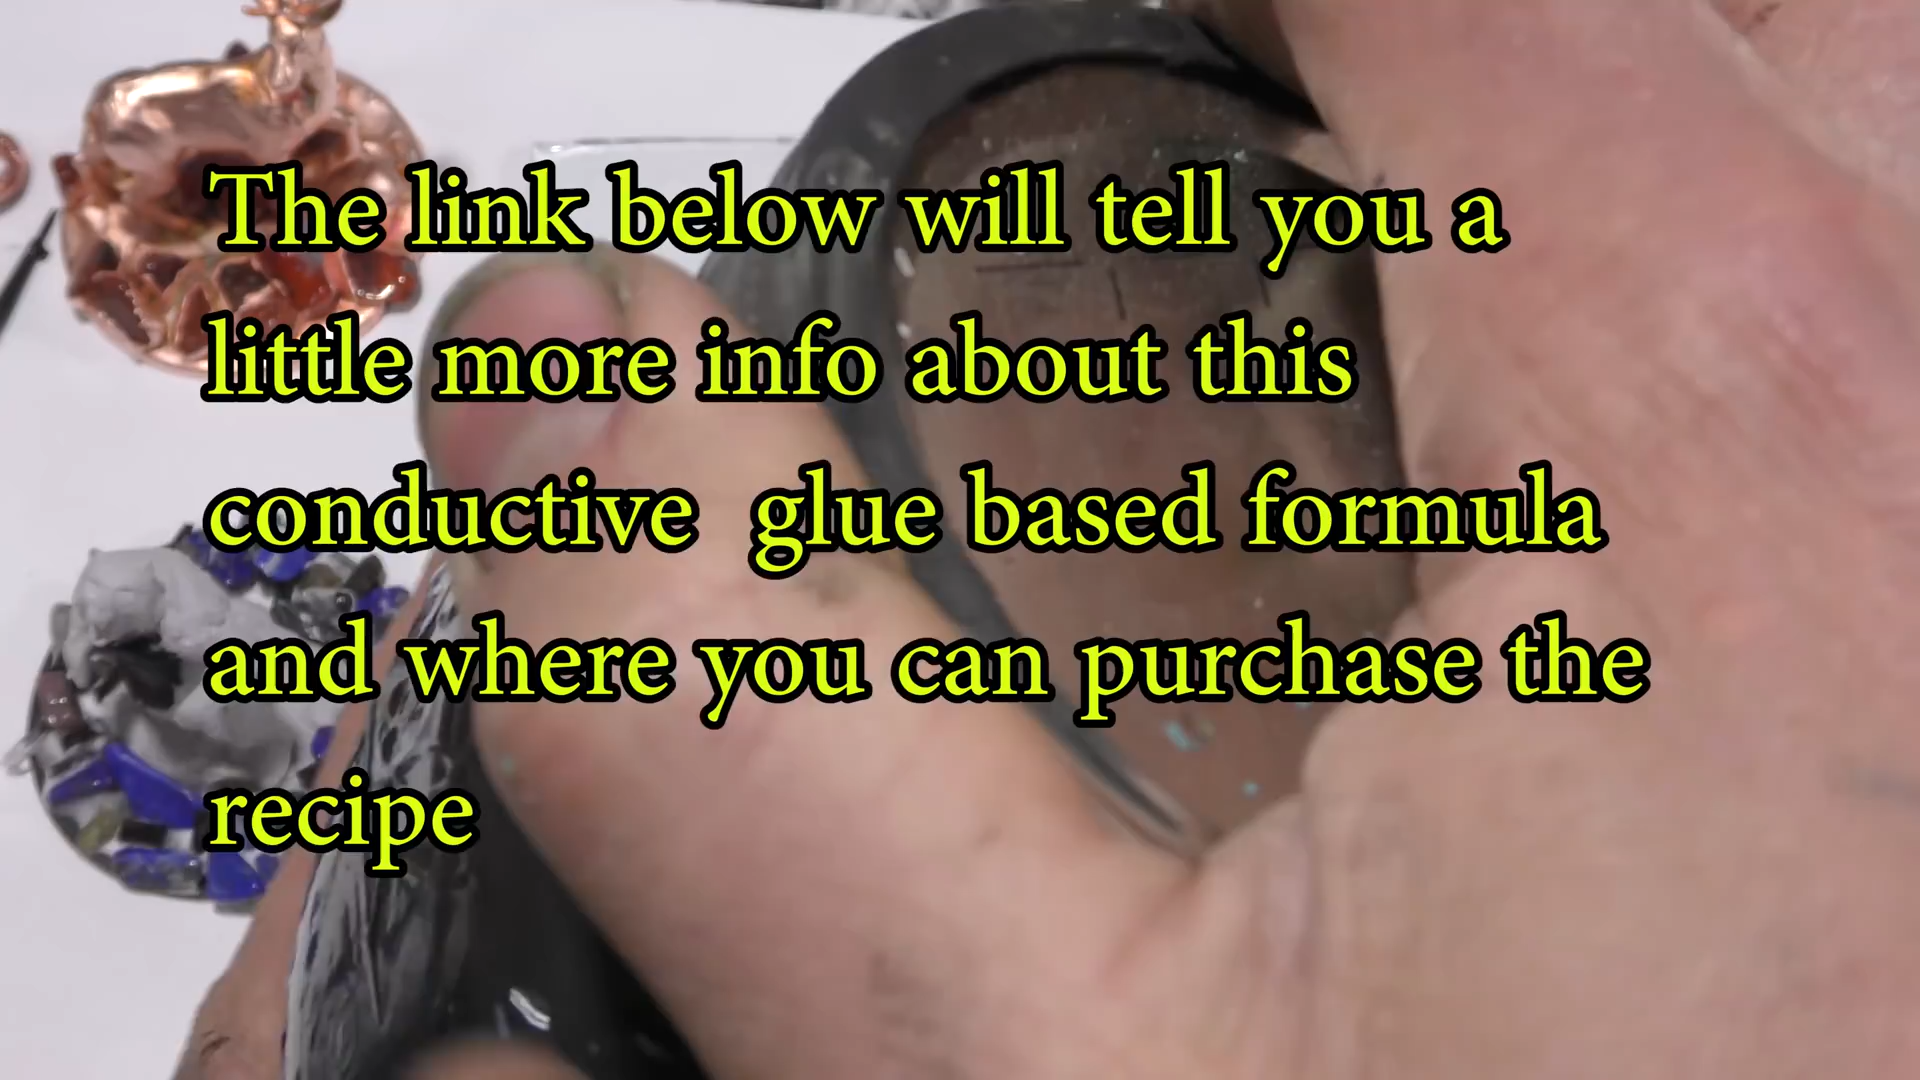 The link below will tell you a
little more info about this
conductive  glue based formula
and where you can purchase the
recipe